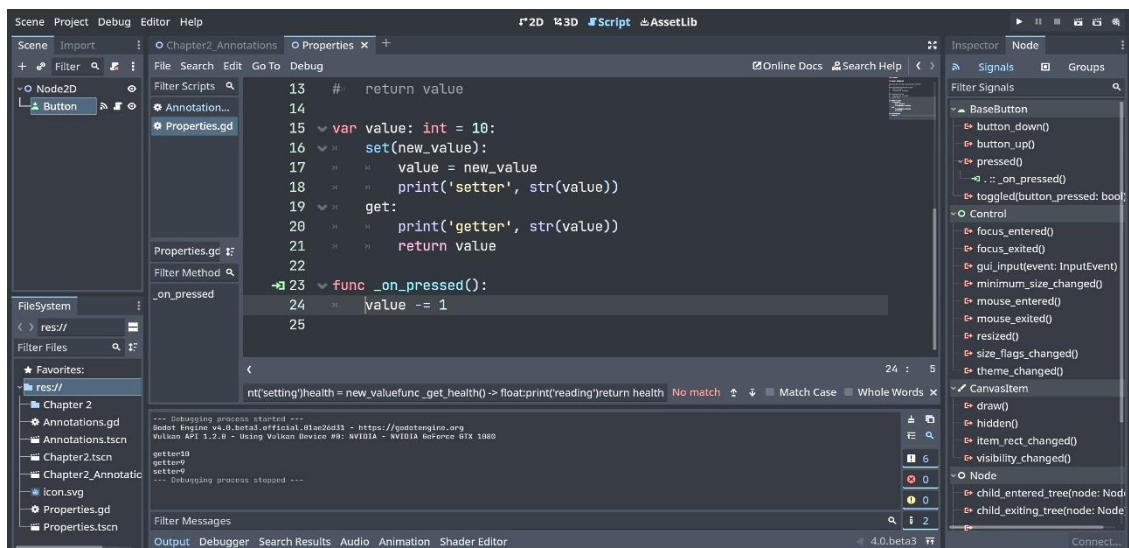 Scene Project Debug Editor Help
2D 3D Script AssetLib
Scene Import
Filter
Node2D
Button
Chapter2_Annotations Properties
File Search Edit Go To Debug
Online Docs Search Help
Filter Scripts
Annotation...
Properties.gd
Properties.gd
Filter Method
_on_pressed
13 # return value
14
15 var value: int = 10:
16 set(new_value):
17 value = new_value
18 print('setter', str(value))
19 get:
20 print('getter', str(value))
21 return value
22
23 func _on_pressed():
24 value -= 1
25
24 : 5
nt('setting')health = new_valuefunc _get_health() -> float:print('reading')return health No match Match Case Whole Words
--- Debugging process started ---
Godot Engine v4.0.beta3.official.01ae26d31 - https://godotengine.org
Vulkan API 1.2.0 - Using Vulkan Device #0: NVIDIA - NVIDIA GeForce GTX 1080
getter10
getter9
setter9
--- Debugging process stopped ---
6
0
0
2
Filter Messages
Output Debugger Search Results Audio Animation Shader Editor
4.0.beta3
FileSystem
res://
Filter Files
Favorites:
res://
Chapter 2
Annotations.gd
Annotations.tscn
Chapter2.tscn
Chapter2_Annotatic
icon.svg
Properties.gd
Properties.tscn
Inspector Node
Signals Groups
Filter Signals
BaseButton
button_down()
button_up()
pressed()
. :: _on_pressed()
toggled(button_pressed: bool)
Control
focus_entered()
focus_exited()
gui_input(event: InputEvent)
minimum_size_changed()
mouse_entered()
mouse_exited()
resized()
size_flags_changed()
theme_changed()
CanvasItem
draw()
hidden()
item_rect_changed()
visibility_changed()
Node
child_entered_tree(node: Node
child_exiting_tree(node: Node
Connect...